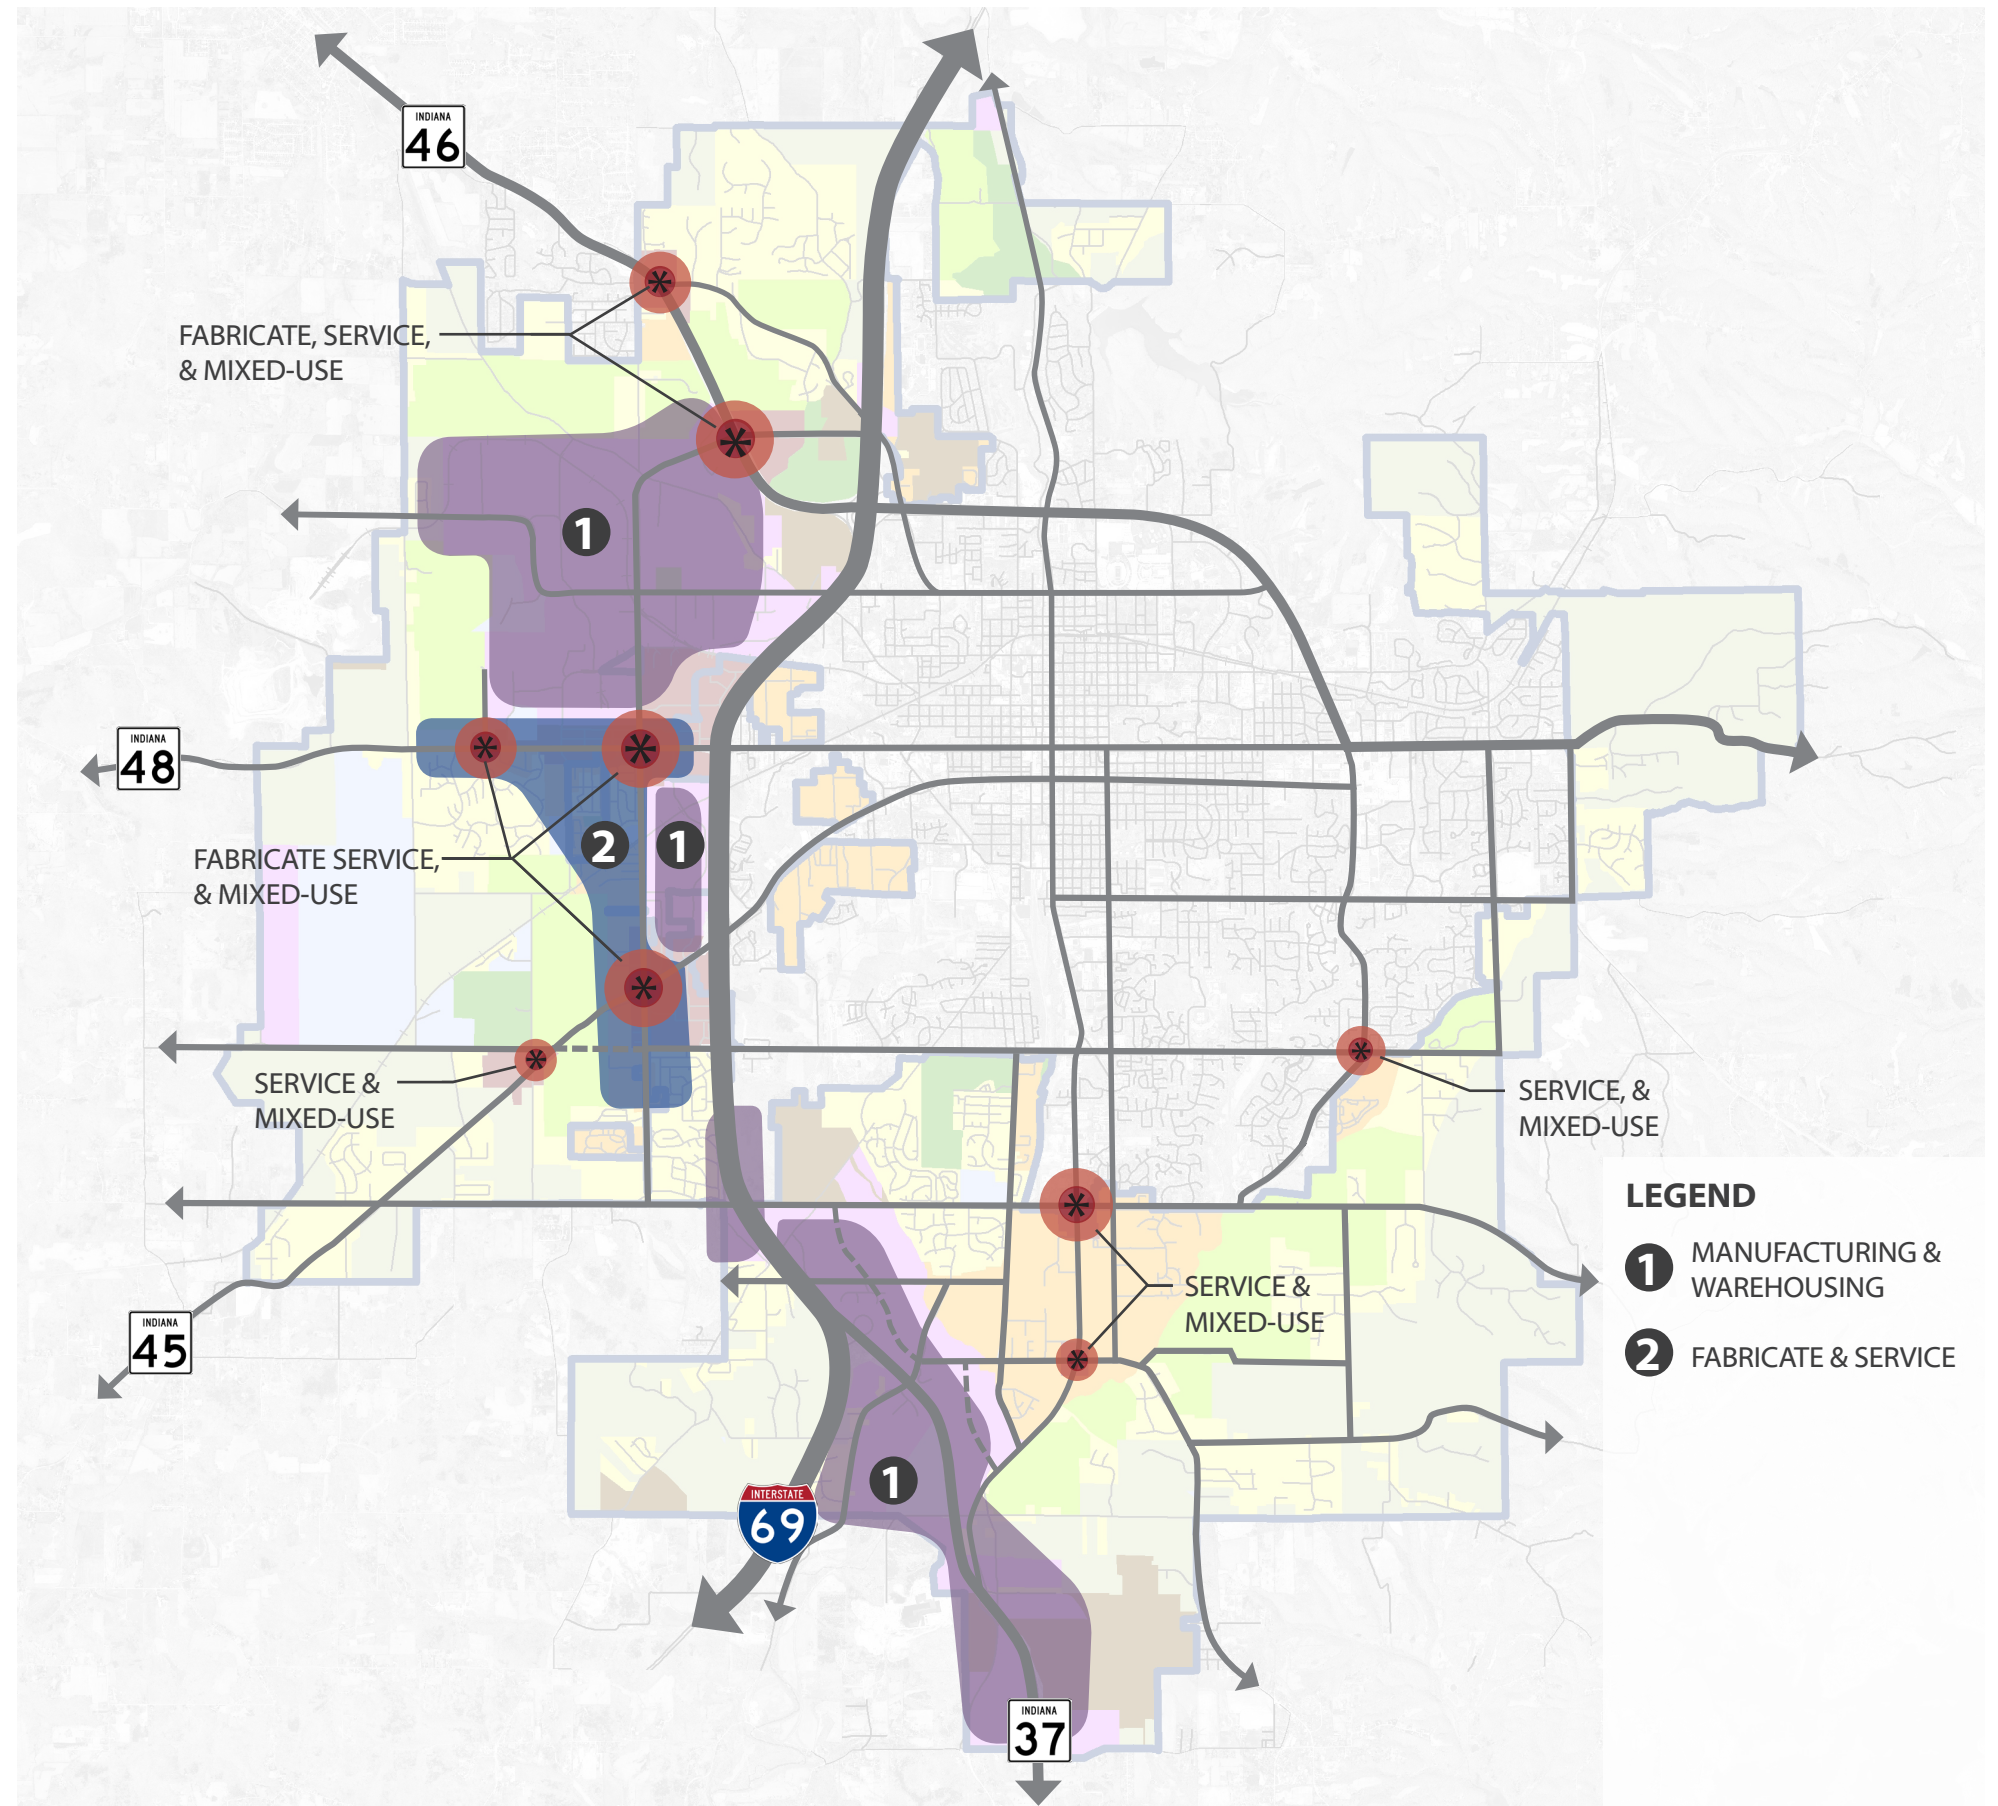 INDIANA
46
FABRICATE, SERVICE,
& MIXED-USE
1
INDIANA
48
2
1
FABRICATE SERVICE,
& MIXED-USE
SERVICE &
MIXED-USE
SERVICE, &
MIXED-USE
SERVICE &
MIXED-USE
INDIANA
45
1
INTERSTATE
69
INDIANA
37
LEGEND
1 MANUFACTURING &
WAREHOUSING
2 FABRICATE & SERVICE